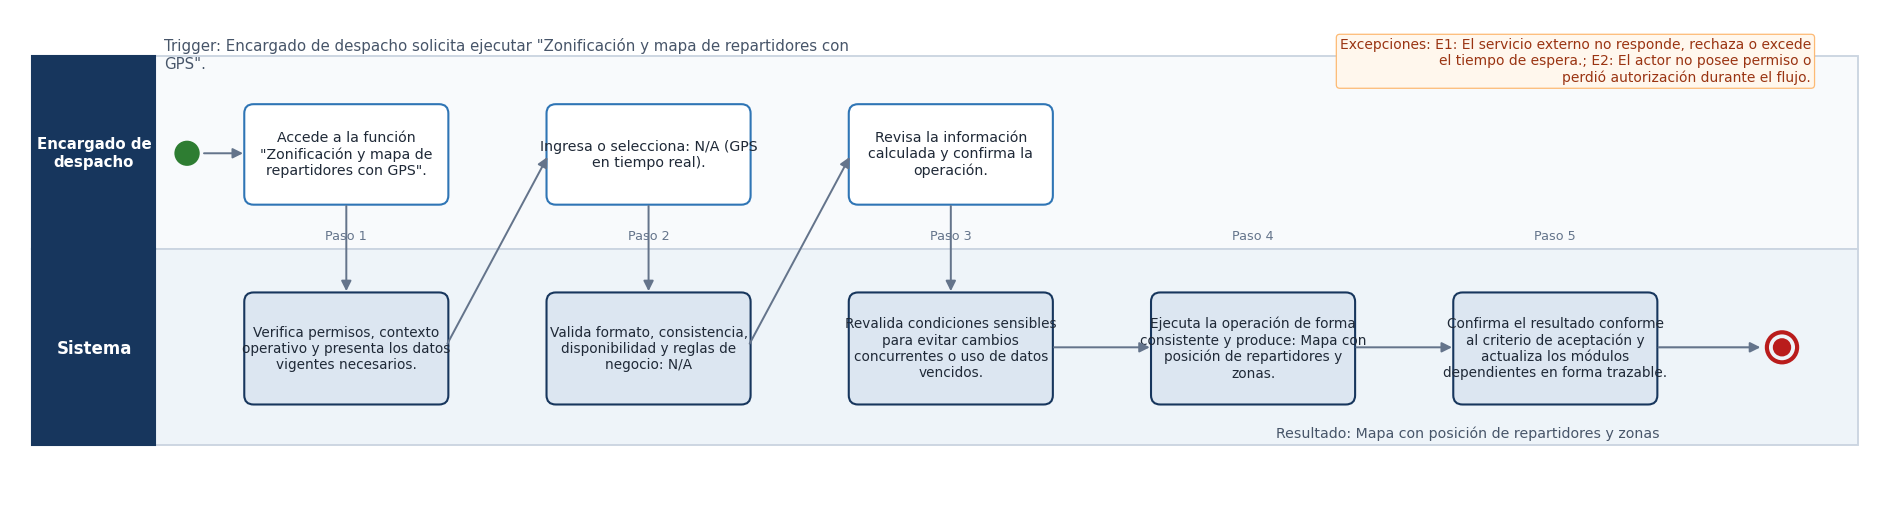 Trigger: Encargado de despacho solicita ejecutar "Zonificación y mapa de repartidores con
GPS".
Excepciones: E1: El servicio externo no responde, rechaza o excede
el tiempo de espera.; E2: El actor no posee permiso o
perdió autorización durante el flujo.
Encargado de
despacho
Accede a la función
"Zonificación y mapa de
repartidores con GPS".
Ingresa o selecciona: N/A (GPS
en tiempo real).
Revisa la información
calculada y confirma la
operación.
Paso 1
Paso 2
Paso 3
Paso 4
Paso 5
Sistema
Verifica permisos, contexto
operativo y presenta los datos
vigentes necesarios.
Valida formato, consistencia,
disponibilidad y reglas de
negocio: N/A
Revalida condiciones sensibles
para evitar cambios
concurrentes o uso de datos
vencidos.
Ejecuta la operación de forma
consistente y produce: Mapa con
posición de repartidores y
zonas.
Confirma el resultado conforme
al criterio de aceptación y
actualiza los módulos
dependientes en forma trazable.
Resultado: Mapa con posición de repartidores y zonas